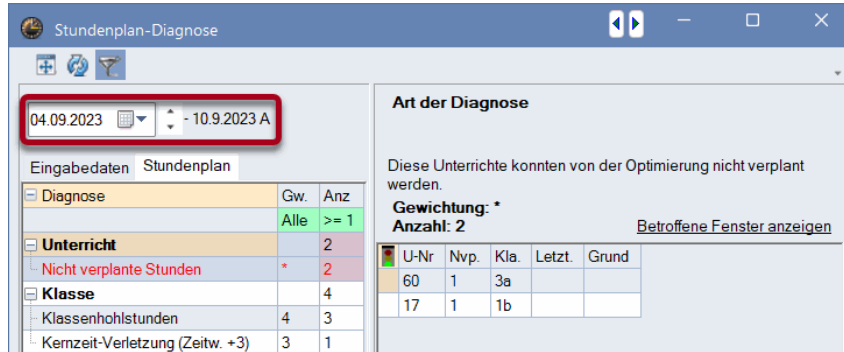 Stundenplan-Diagnose
04.09.2023 - 10.9.2023 A
Eingabedaten Stundenplan
Diagnose Gw. Anz
Alle >= 1
Unterricht 2
Nicht verplante Stunden * 2
Klasse 4
Klassenhohlstunden 4 3
Kernzeit-Verletzung (Zeitw. +3) 3 1
Art der Diagnose
Diese Unterrichte konnten von der Optimierung nicht verplant
werden.
Gewichtung: *
Anzahl: 2 Betroffene Fenster anzeigen
U-Nr Nvp. Kla. Letzt. Grund
60 1 3a
17 1 1b